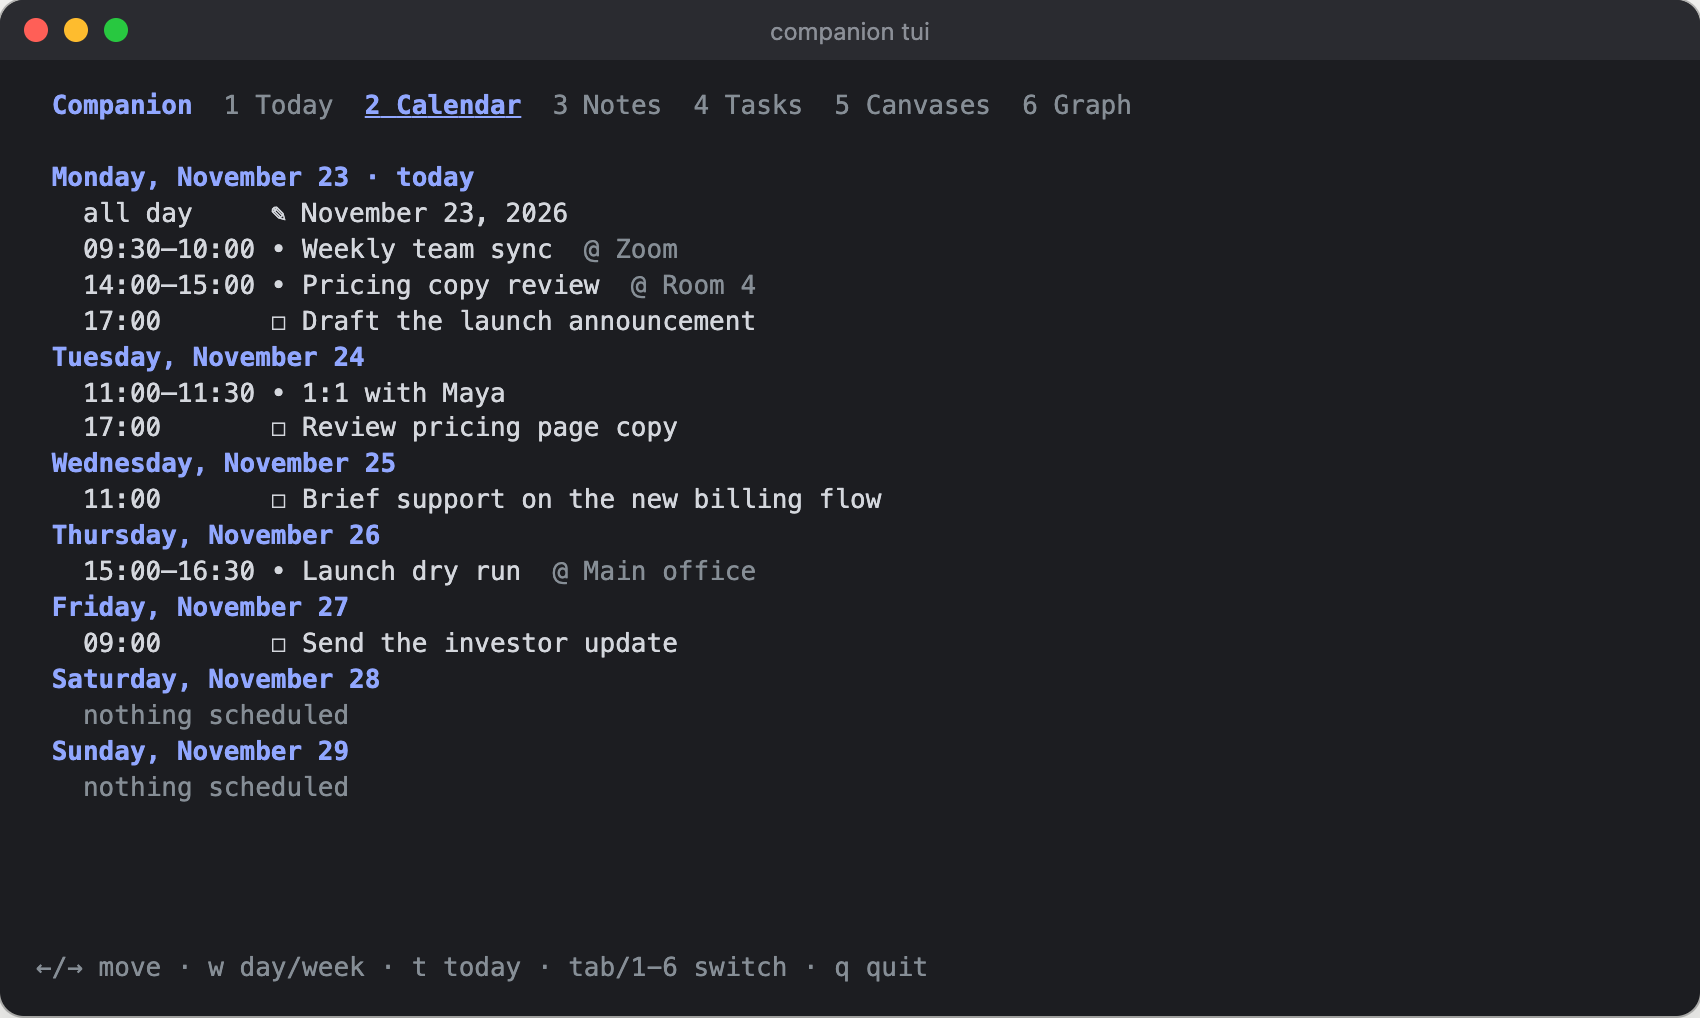 companion tui
Companion  1 Today  2 Calendar  3 Notes  4 Tasks  5 Canvases  6 Graph
Monday, November 23 · today
all day     ✎ November 23, 2026
09:30–10:00 • Weekly team sync  @ Zoom
14:00–15:00 • Pricing copy review  @ Room 4
17:00       □ Draft the launch announcement
Tuesday, November 24
11:00–11:30 • 1:1 with Maya
17:00       □ Review pricing page copy
Wednesday, November 25
11:00       □ Brief support on the new billing flow
Thursday, November 26
15:00–16:30 • Launch dry run  @ Main office
Friday, November 27
09:00       □ Send the investor update
Saturday, November 28
nothing scheduled
Sunday, November 29
nothing scheduled
←/→ move · w day/week · t today · tab/1–6 switch · q quit